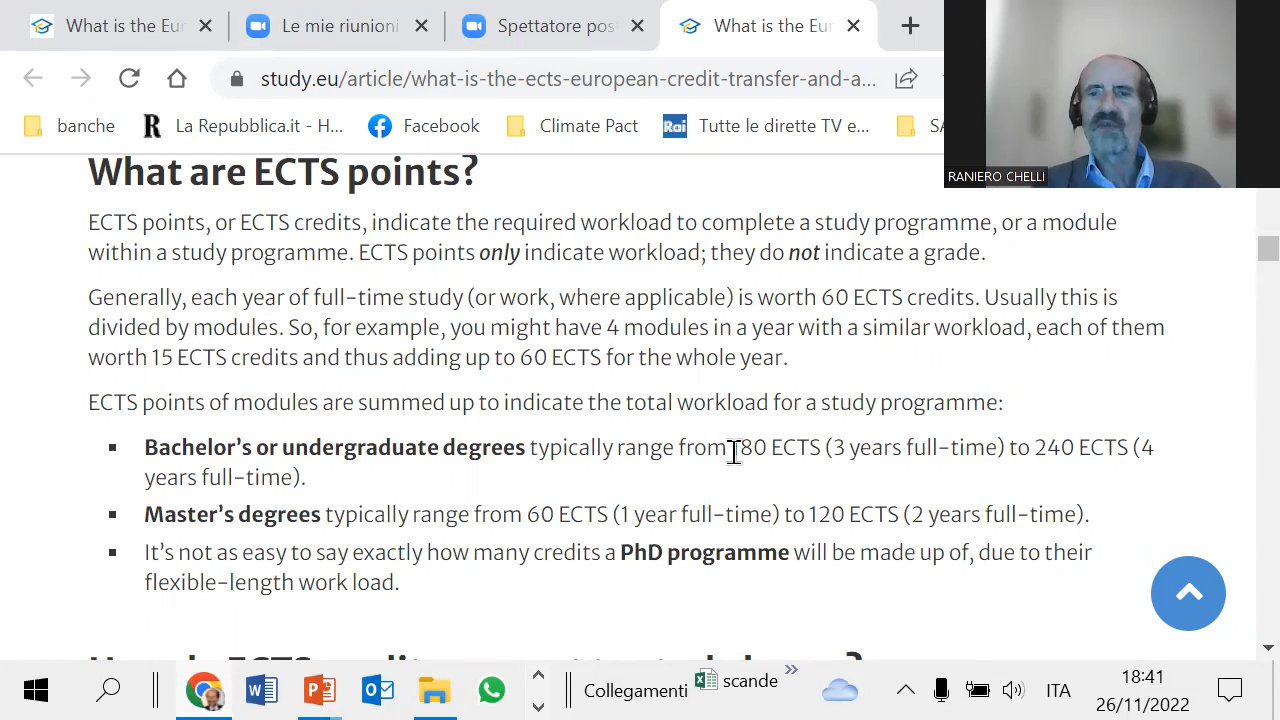 What is the Eur
Le mie riunioni
Spettatore post
What is the Eur
study.eu/article/what-is-the-ects-european-credit-transfer-and-a...
banche
R
La Repubblica.it - H...
Facebook
Climate Pact
Rai
Tutte le dirette TV e...
SA
RANIERO CHELLI
What are ECTS points?
ECTS points, or ECTS credits, indicate the required workload to complete a study programme, or a module
within a study programme. ECTS points only indicate workload; they do not indicate a grade.
Generally, each year of full-time study (or work, where applicable) is worth 60 ECTS credits. Usually this is
divided by modules. So, for example, you might have 4 modules in a year with a similar workload, each of them
worth 15 ECTS credits and thus adding up to 60 ECTS for the whole year.
ECTS points of modules are summed up to indicate the total workload for a study programme:
Bachelor's or undergraduate degrees typically range from 180 ECTS (3 years full-time) to 240 ECTS (4
years full-time).
Master's degrees typically range from 60 ECTS (1 year full-time) to 120 ECTS (2 years full-time).
It's not as easy to say exactly how many credits a PhD programme will be made up of, due to their
flexible-length work load.
Collegamenti
scande
ITA
18:41
26/11/2022